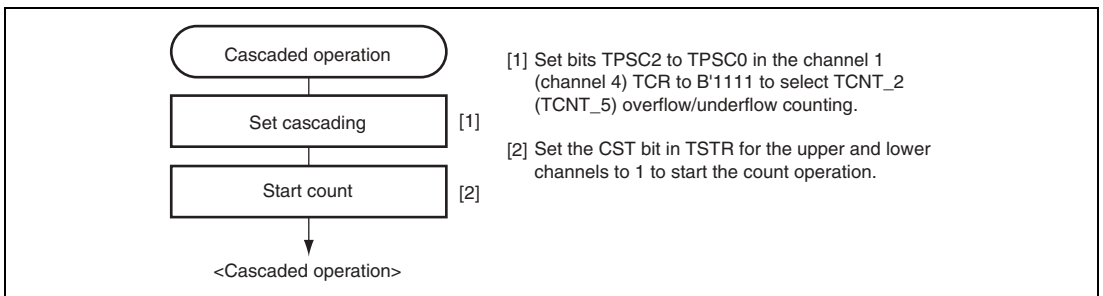 Cascaded operation
Set cascading
[1]
Start count
[2]
<Cascaded operation>
[1] Set bits TPSC2 to TPSC0 in the channel 1
(channel 4) TCR to B'1111 to select TCNT_2
(TCNT_5) overflow/underflow counting.
[2] Set the CST bit in TSTR for the upper and lower
channels to 1 to start the count operation.